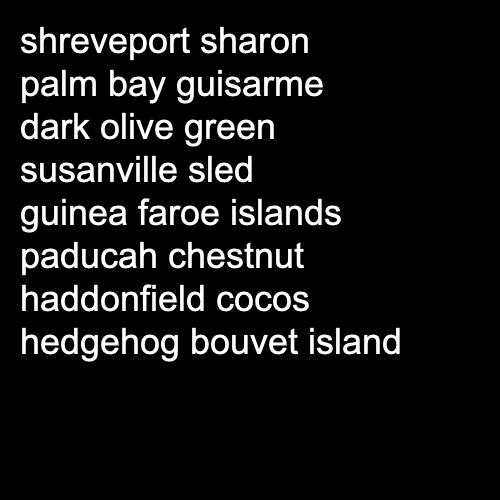 shreveport sharon
palm bay guisarme
dark olive green
susanville sled
guinea faroe islands
paducah chestnut
haddonfield cocos
hedgehog bouvet island